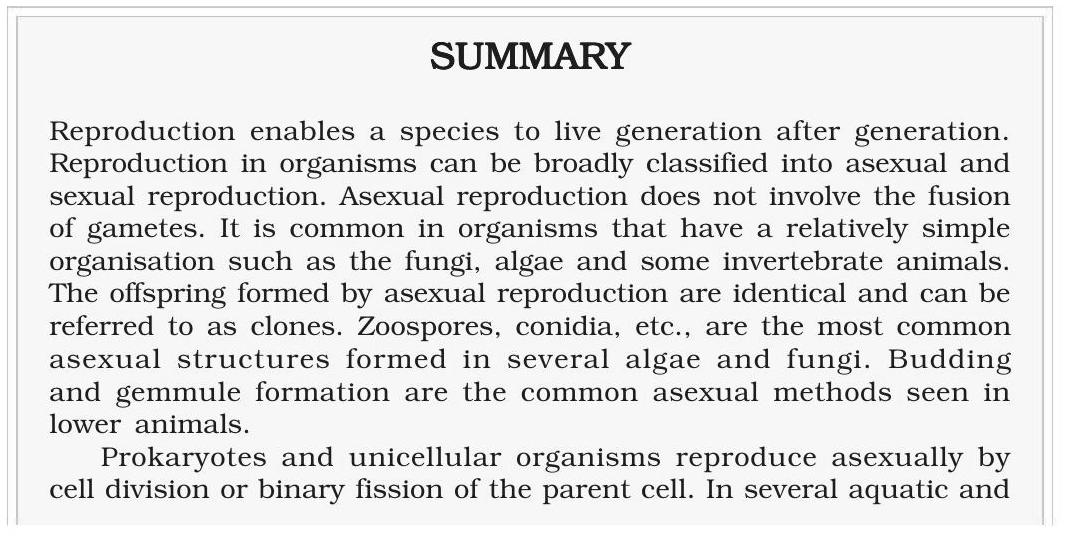 SUMMARY
Reproduction enables a species to live generation after generation.
Reproduction in organisms can be broadly classified into asexual and
sexual reproduction. Asexual reproduction does not involve the fusion
of gametes. It is common in organisms that have a relatively simple
organisation such as the fungi, algae and some invertebrate animals.
The offspring formed by asexual reproduction are identical and can be
referred to as clones. Zoospores, conidia, etc., are the most common
asexual structures formed in several algae and fungi. Budding
and gemmule formation are the common asexual methods seen in
lower animals.
Prokaryotes and unicellular organisms reproduce asexually by
cell division or binary fission of the parent cell. In several aquatic and